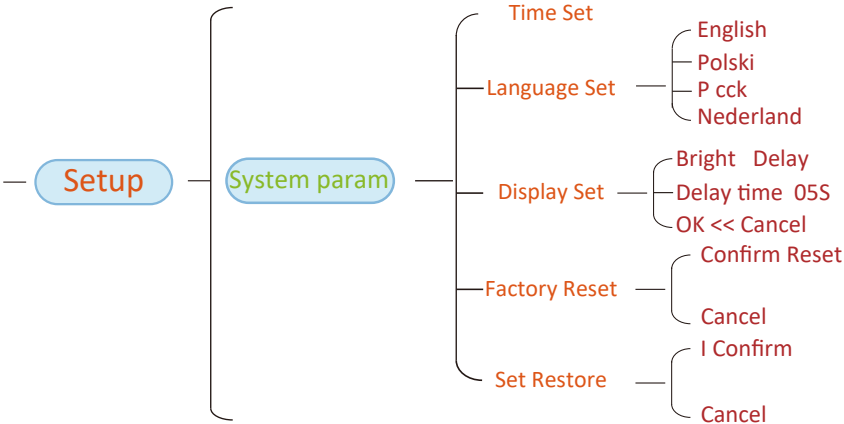 Setup
System param
Time Set
Language Set
English
Polski
P cck
Nederland
Display Set
Bright Delay
Delay time 05S
OK << Cancel
Factory Reset
Confirm Reset
Cancel
Set Restore
I Confirm
Cancel